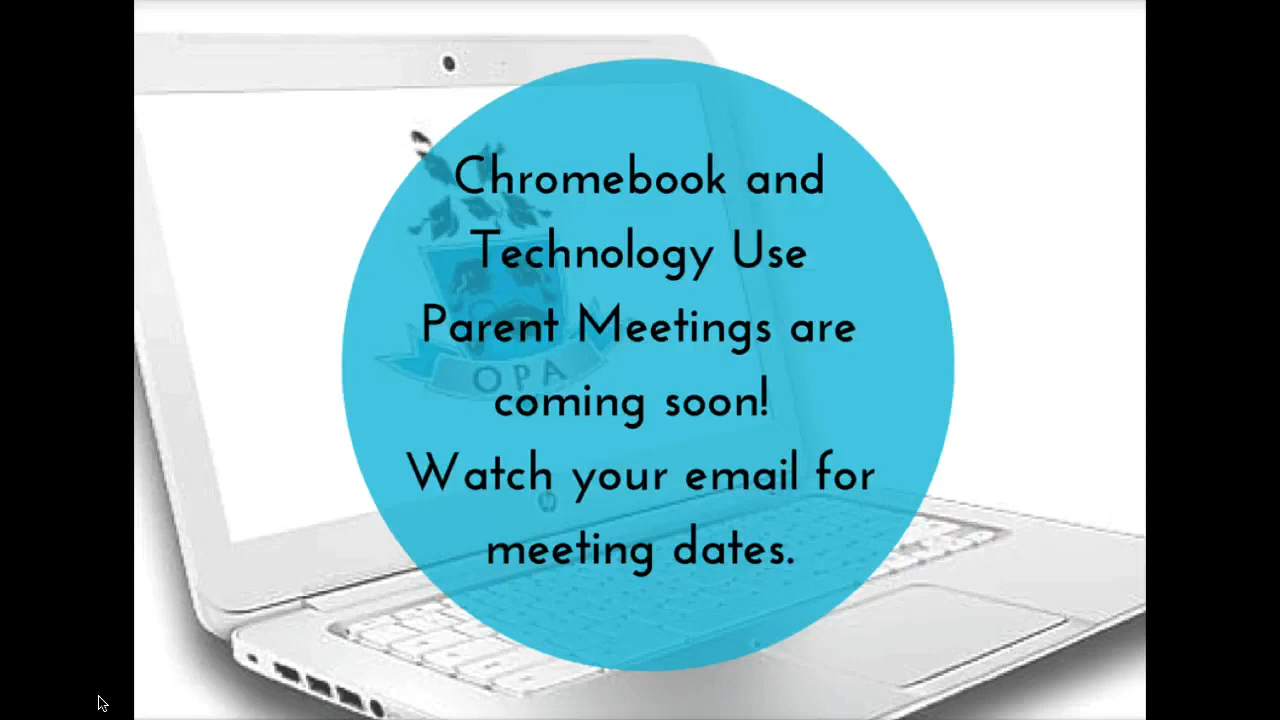 Chromebook and
Technology Use
Parent Meetings are
coming soon!
Watch your email for
meeting dates.
OPA